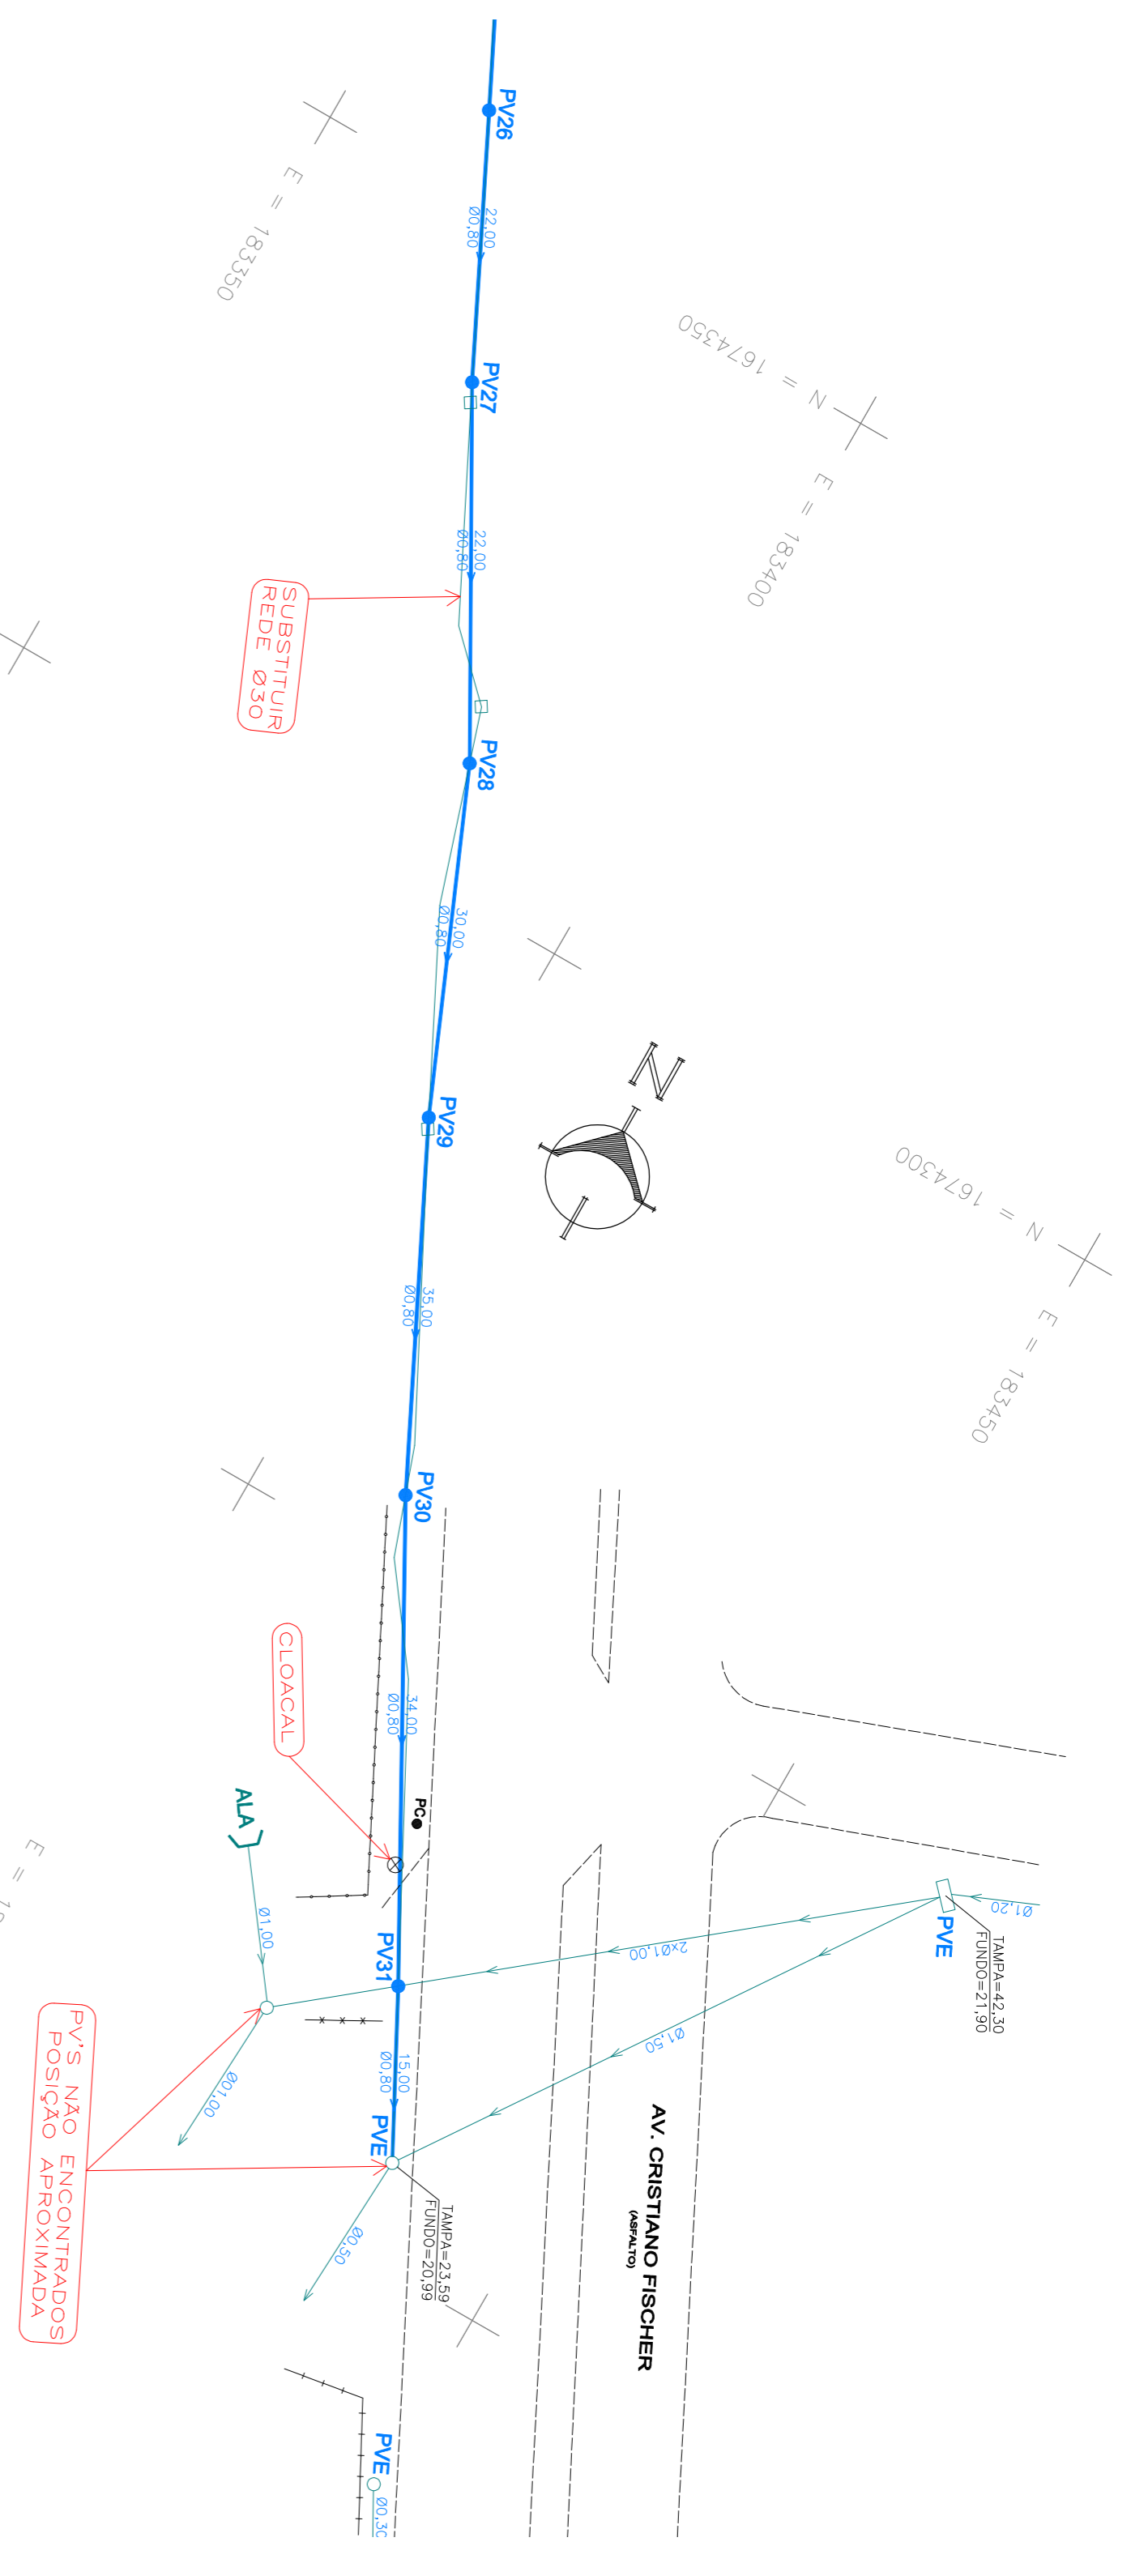 PV26
22,00
Ø0,80
E = 183350
N = 1674350
E = 183400
PV27
22,00
Ø0,80
SUBSTITUIR
REDE Ø30
PV28
30,00
Ø0,80
N
PV29
N = 1674300
E = 183450
35,00
Ø0,80
PV30
CLOACAL
34,00
Ø0,80
PC
ALA
Ø1,00
PV31
2xØ1,00
Ø1,20
PVE
TAMPA=42,30
FUNDO=21,90
Ø1,50
15,00
Ø0,80
PVE
TAMPA=23,59
FUNDO=20,99
Ø01,00
Ø0,50
PV'S NÃO ENCONTRADOS
POSIÇÃO APROXIMADA
AV. CRISTIANO FISCHER
(ASFALTO)
PVE
Ø0,30
E =